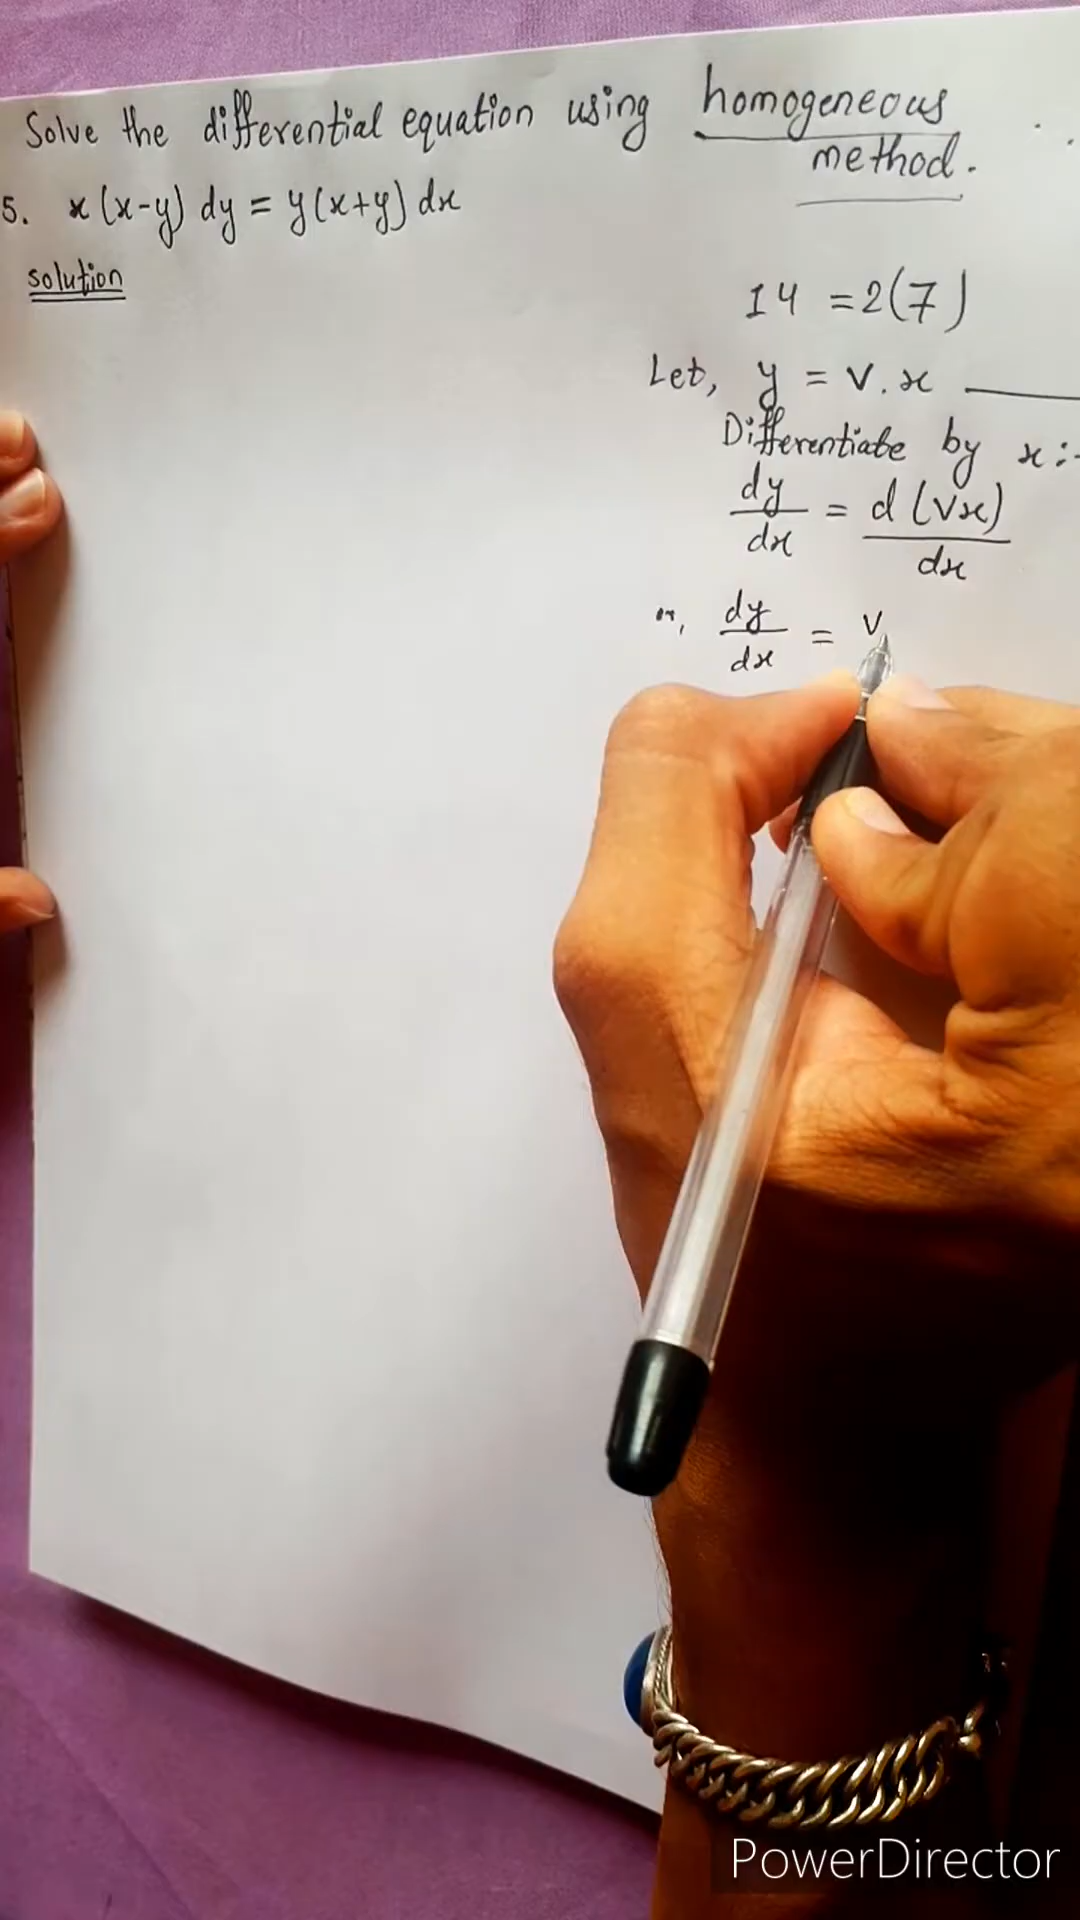 Solve the differential equation using homogeneous
method.
5. x(x-y) dy = y(x+y) dx
solution
14 = 2(7)
Let, y = v.x
Differentiate by x:-
dy/dx = d(vx)/dx
or, dy/dx = v
PowerDirector